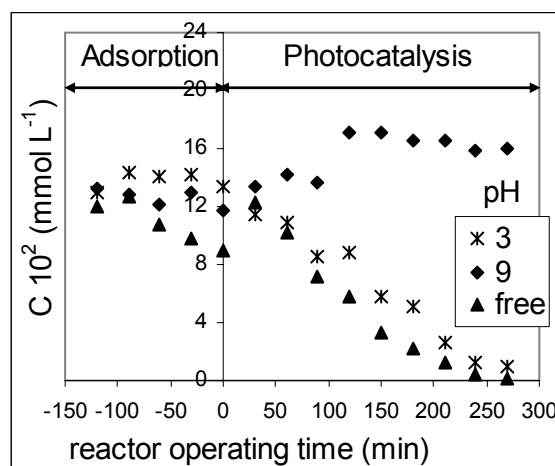 Adsorption Photocatalysis
24
20
16
12
8
4
0
C 10² (mmol L⁻¹)
pH
3
9
free
-150 -100 -50 0 50 100 150 200 250 300
reactor operating time (min)